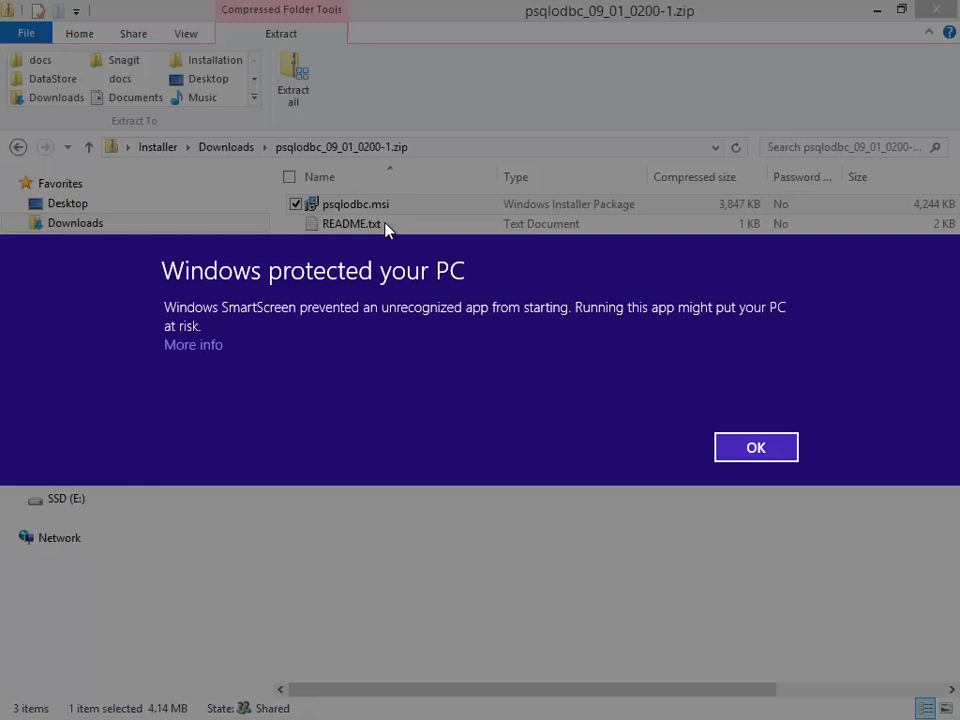 Compressed Folder Tools
psqlodbc_09_01_0200-1.zip
File Home Share View Extract
docs Snagit Installation
DataStore docs Desktop
Downloads Documents Music
Extract all
Extract To
Installer Downloads psqlodbc_09_01_0200-1.zip
Search psqlodbc_09_01_0200-...
Favorites
Desktop
Downloads
Name Type Compressed size Password ... Size
psqlodbc.msi Windows Installer Package 3,847 KB No 4,244 KB
README.txt Text Document 1 KB No 2 KB
Windows protected your PC
Windows SmartScreen prevented an unrecognized app from starting. Running this app might put your PC
at risk.
More info
OK
SSD (E:)
Network
3 items 1 item selected 4.14 MB State: Shared